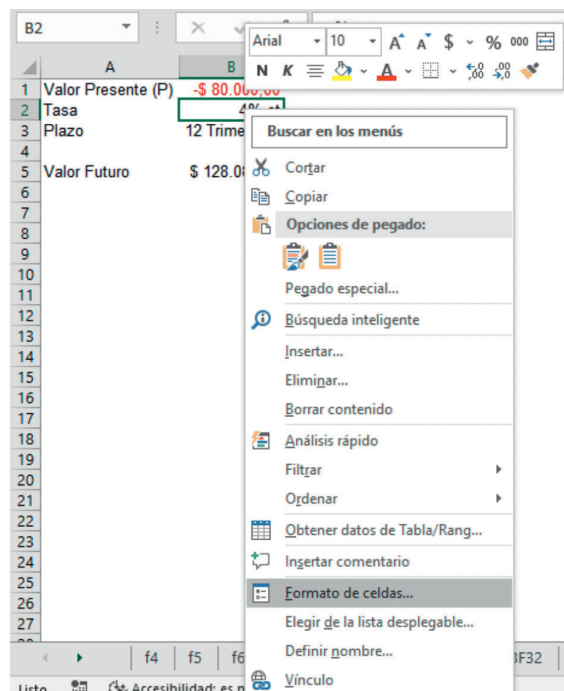 B2
Arial 10 A A $ % 000
N K A
A B
1 Valor Presente (P) -$ 80.000,00
2 Tasa 4% et
3 Plazo 12 Trime
4
5 Valor Futuro $ 128.08
6
7
8
9
10
11
12
13
14
15
16
17
18
19
20
21
22
23
24
25
26
27
Buscar en los menús
Cortar
Copiar
Opciones de pegado:
Pegado especial...
Búsqueda inteligente
Insertar...
Eliminar...
Borrar contenido
Análisis rápido
Filtrar
Ordenar
Obtener datos de Tabla/Rang...
Insertar comentario
Formato de celdas...
Elegir de la lista desplegable...
Definir nombre...
Vínculo
f4 f5 f6 F32
Listo Accesibilidad: es